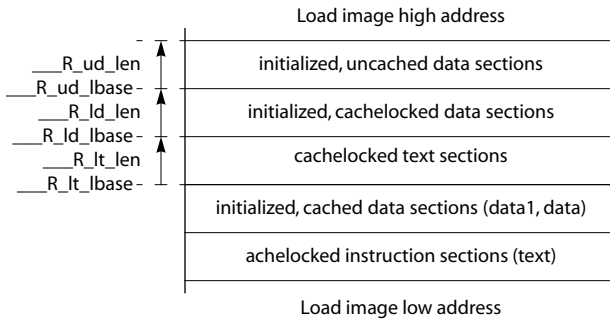 Load image high address
___R_ud_len
initialized, uncached data sections
___R_ud_lbase
___R_ld_len
initialized, cachelocked data sections
___R_ld_lbase
___R_lt_len
cachelocked text sections
___R_lt_lbase
initialized, cached data sections (data1, data)
achelocked instruction sections (text)
Load image low address